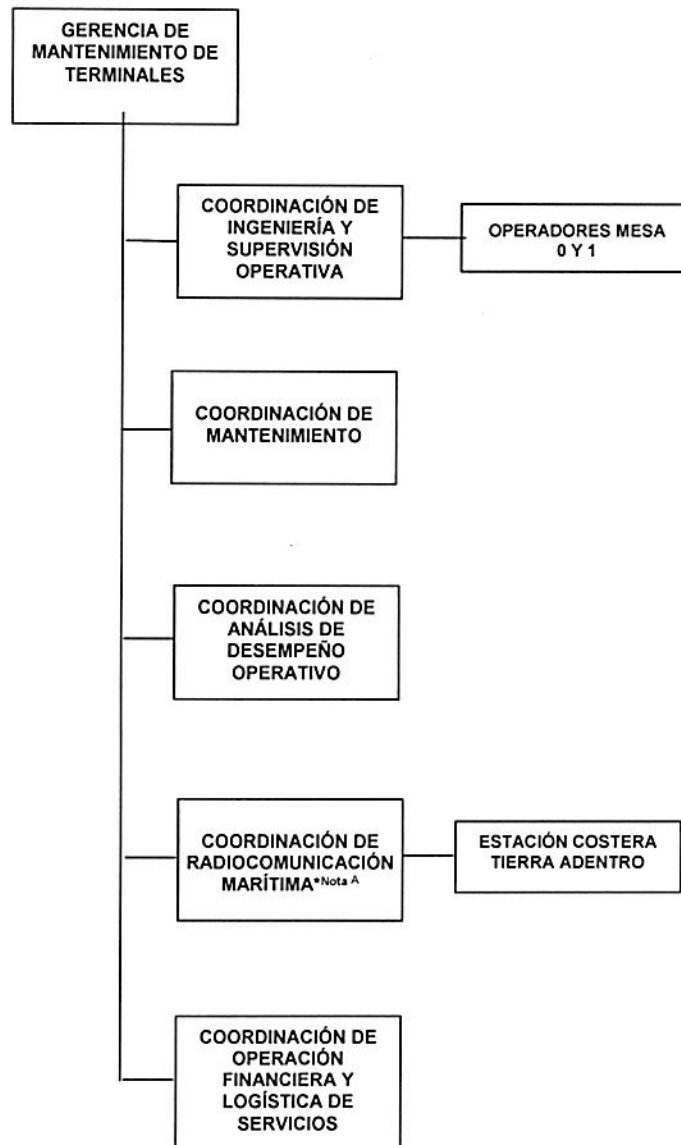 GERENCIA DE
MANTENIMIENTO DE
TERMINALES
COORDINACIÓN DE
INGENIERÍA Y
SUPERVISIÓN
OPERATIVA
OPERADORES MESA
0 Y 1
COORDINACIÓN DE
MANTENIMIENTO
COORDINACIÓN DE
ANÁLISIS DE
DESEMPEÑO
OPERATIVO
COORDINACIÓN DE
RADIOCOMUNICACIÓN
MARÍTIMA*Nota A
ESTACIÓN COSTERA
TIERRA ADENTRO
COORDINACIÓN DE
OPERACIÓN
FINANCIERA Y
LOGÍSTICA DE
SERVICIOS